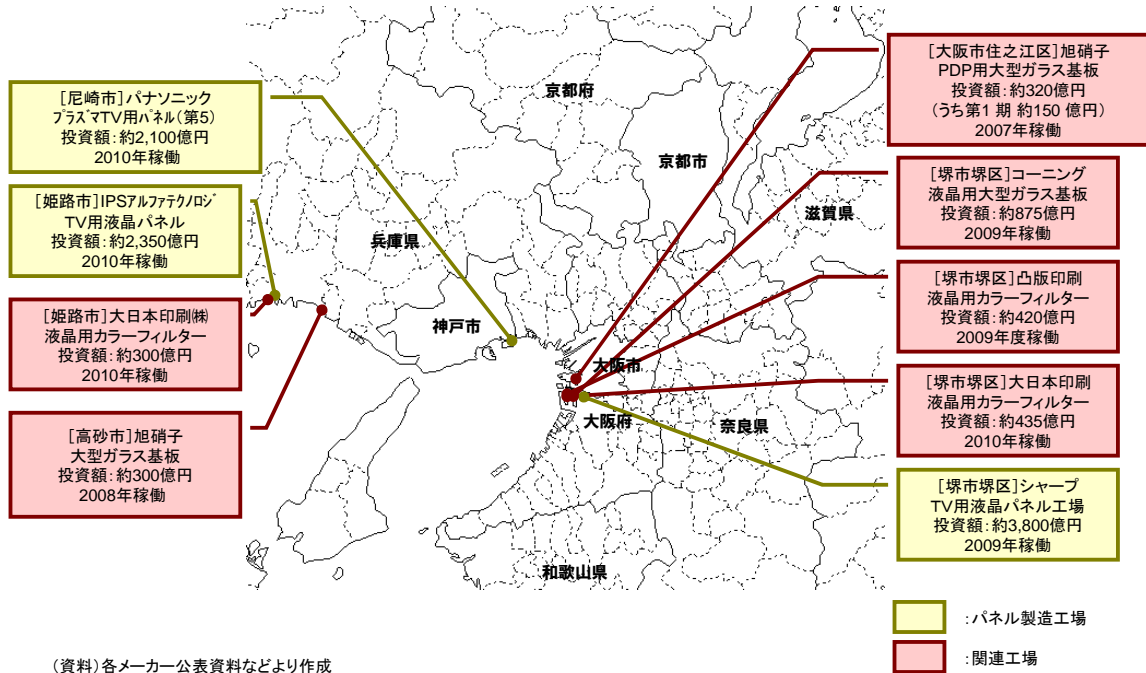 [尼崎市]パナソニック
プラズマTV用パネル(第5)
投資額:約2,100億円
2010年稼働
[姫路市]IPSアルファテクノロジ
TV用液晶パネル
投資額:約2,350億円
2010年稼働
[姫路市]大日本印刷㈱
液晶用カラーフィルター
投資額:約300億円
2010年稼働
[高砂市]旭硝子
大型ガラス基板
投資額:約300億円
2008年稼働
京都府
京都市
滋賀県
兵庫県
神戸市
大阪市
大阪府
奈良県
和歌山県
[大阪市住之江区]旭硝子
PDP用大型ガラス基板
投資額:約320億円
(うち第1 期 約150 億円)
2007年稼働
[堺市堺区]コーニング
液晶用大型ガラス基板
投資額:約875億円
2009年稼働
[堺市堺区]凸版印刷
液晶用カラーフィルター
投資額:約420億円
2009年度稼働
[堺市堺区]大日本印刷
液晶用カラーフィルター
投資額:約435億円
2010年稼働
[堺市堺区]シャープ
TV用液晶パネル工場
投資額:約3,800億円
2009年稼働
:パネル製造工場
:関連工場
(資料)各メーカー公表資料などより作成